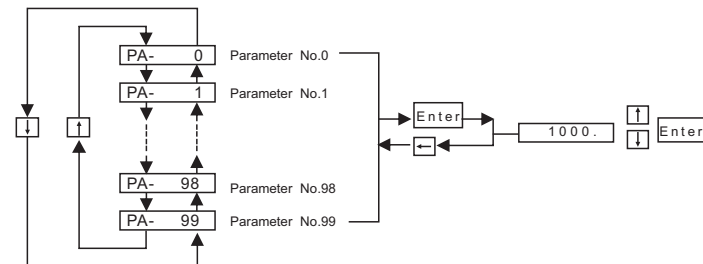 PA- 0 Parameter No.0
PA- 1 Parameter No.1
Enter
1000.
Enter
PA- 98 Parameter No.98
PA- 99 Parameter No.99